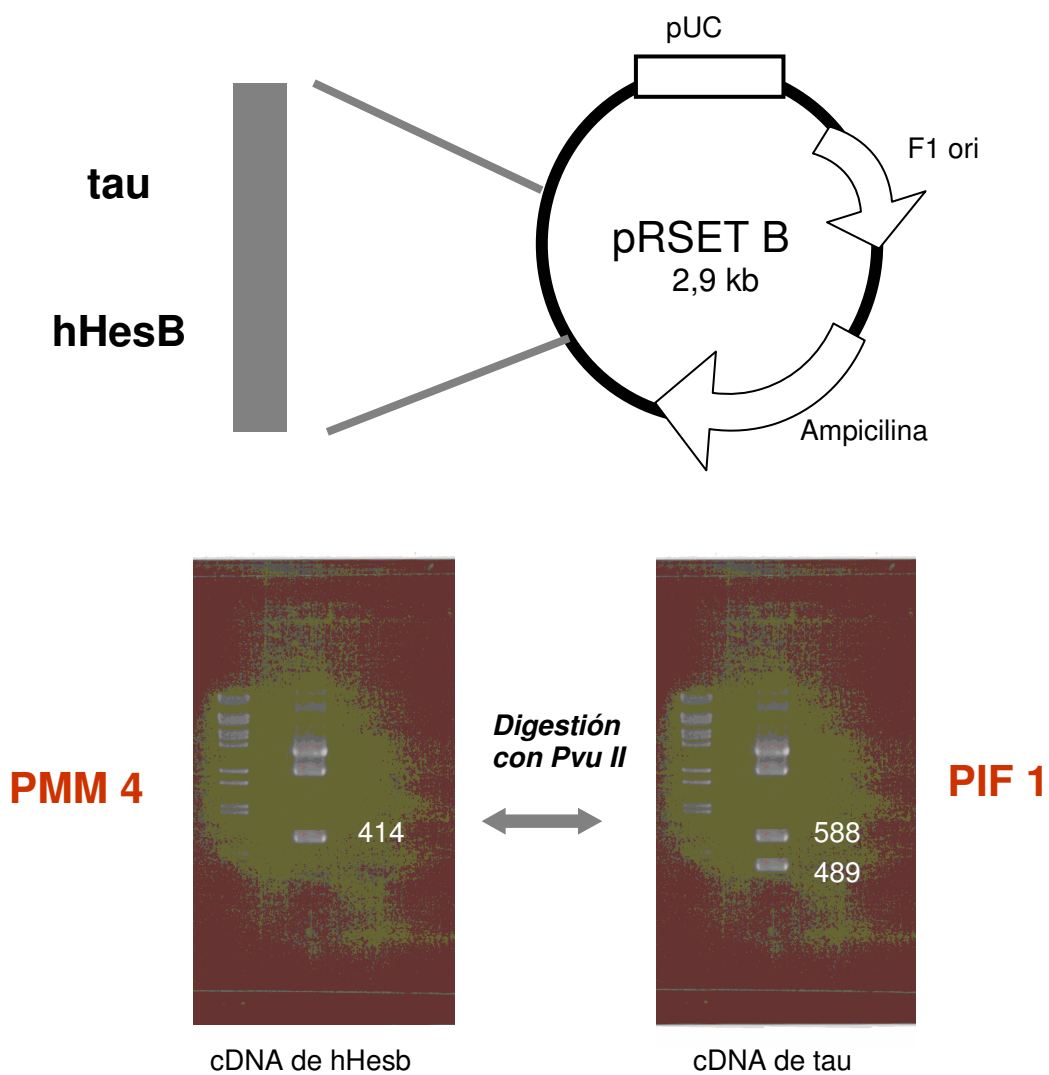 pUC
F1 ori
tau
pRSET B
2,9 kb
hHesB
Ampicilina
Digestión
con Pvu II
PMM 4
PIF 1
414
588
489
cDNA de hHesb
cDNA de tau